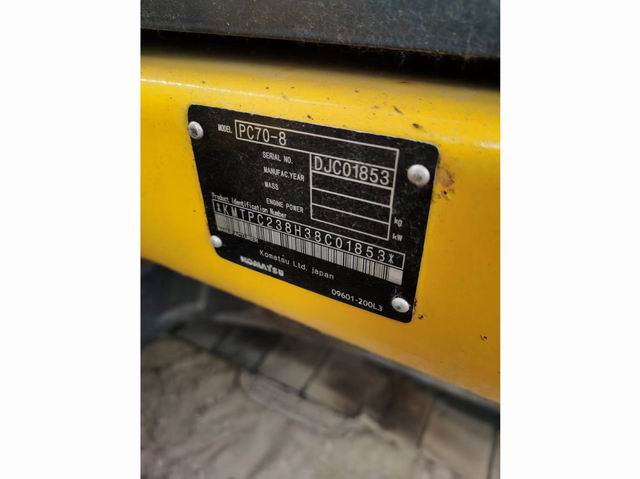 MODEL PC70-8
SERIAL NO. DJC01853
MANUFAC.YEAR
MASS kg
ENGINE POWER kW
Product Identification Number
*KMTPC238H38C01853*
Komatsu Ltd. japan
KOMATSU
09601-200L3